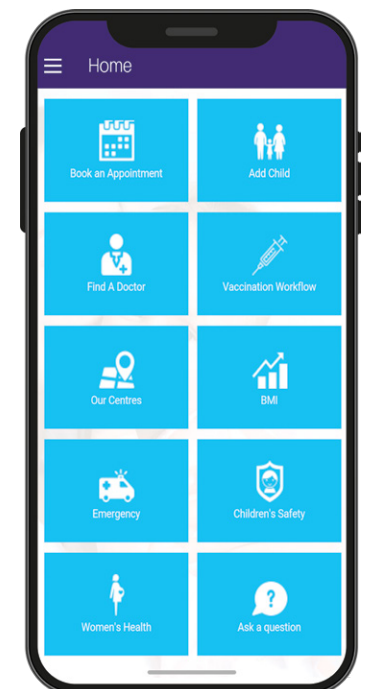 Home
Book an Appointment
Add Child
Find A Doctor
Vaccination Workflow
Our Centres
BMI
Emergency
Children's Safety
Women's Health
Ask a question